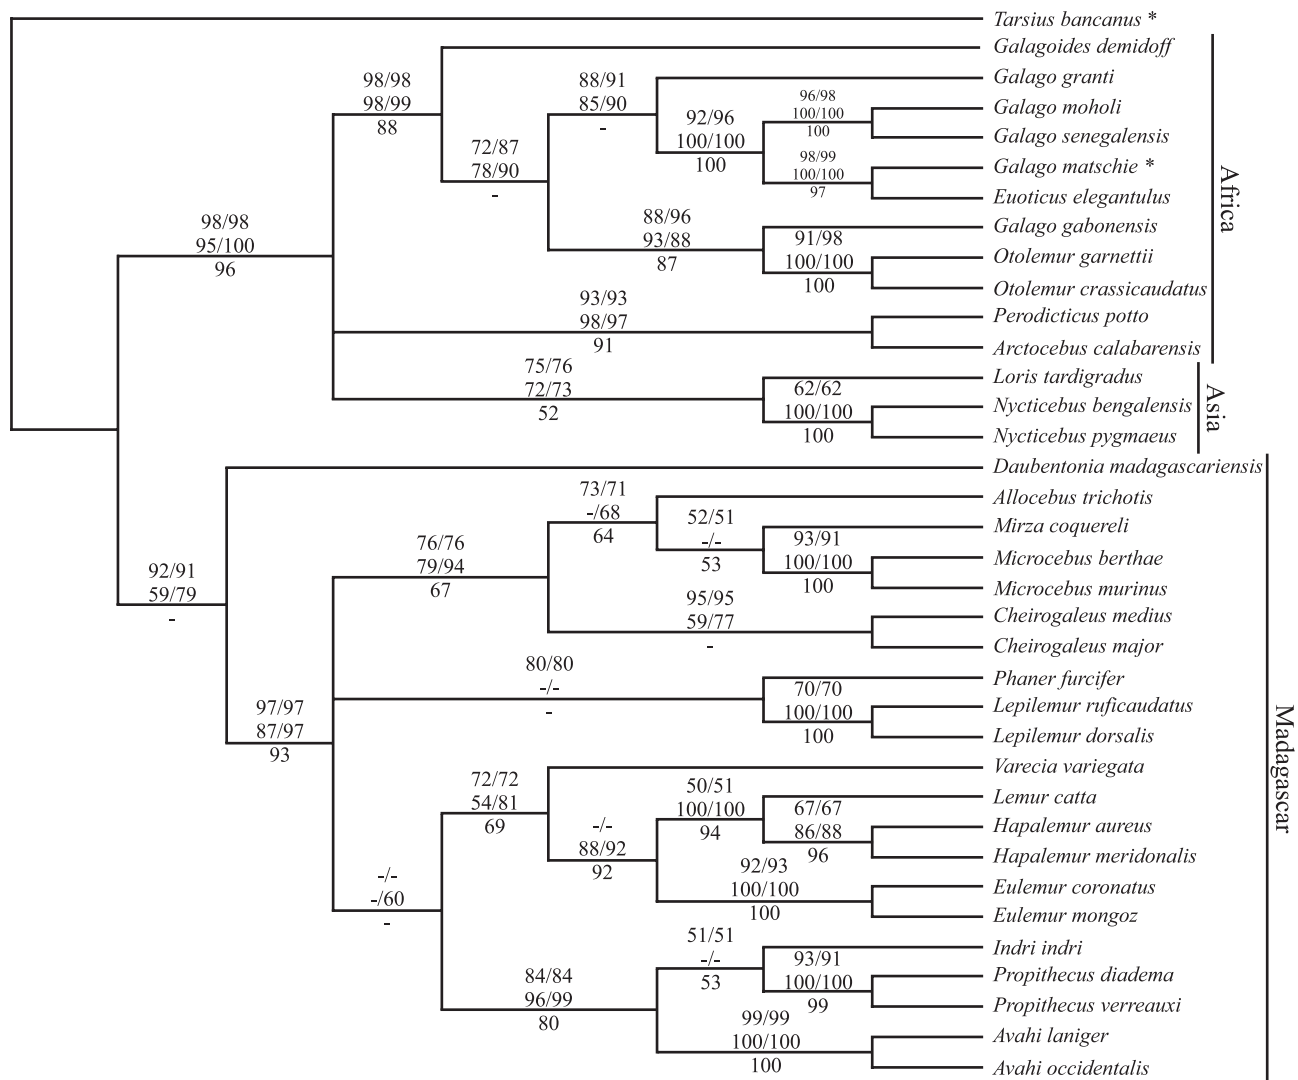 Tarsius bancanus *
Galagoides demidoff
98/98
98/99
88
88/91
85/90
-
Galago granti
96/98
100/100
100
Galago moholi
92/96
100/100
100
Galago senegalensis
72/87
78/90
-
98/99
100/100
97
Galago matschie *
Euoticus elegantulus
Africa
98/98
95/100
96
88/96
93/88
87
Galago gabonensis
91/98
100/100
100
Otolemur garnettii
Otolemur crassicaudatus
93/93
98/97
91
Perodicticus potto
Arctocebus calabarensis
75/76
72/73
52
Loris tardigradus
62/62
100/100
100
Nycticebus bengalensis
Nycticebus pygmaeus
Asia
Daubentonia madagascariensis
92/91
59/79
-
73/71
-/68
64
Allocebus trichotis
52/51
-/-
53
Mirza coquereli
76/76
79/94
67
93/91
100/100
100
Microcebus berthae
Microcebus murinus
95/95
59/77
-
Cheirogaleus medius
Cheirogaleus major
80/80
-/-
-
Phaner furcifer
70/70
100/100
100
Lepilemur ruficaudatus
Lepilemur dorsalis
97/97
87/97
93
Madagascar
72/72
54/81
69
Varecia variegata
50/51
100/100
94
Lemur catta
67/67
86/88
96
Hapalemur aureus
Hapalemur meridonalis
-/-
88/92
92
92/93
100/100
100
Eulemur coronatus
Eulemur mongoz
-/-
-/60
-
51/51
-/-
53
Indri indri
93/91
100/100
99
Propithecus diadema
Propithecus verreauxi
84/84
96/99
80
99/99
100/100
100
Avahi laniger
Avahi occidentalis